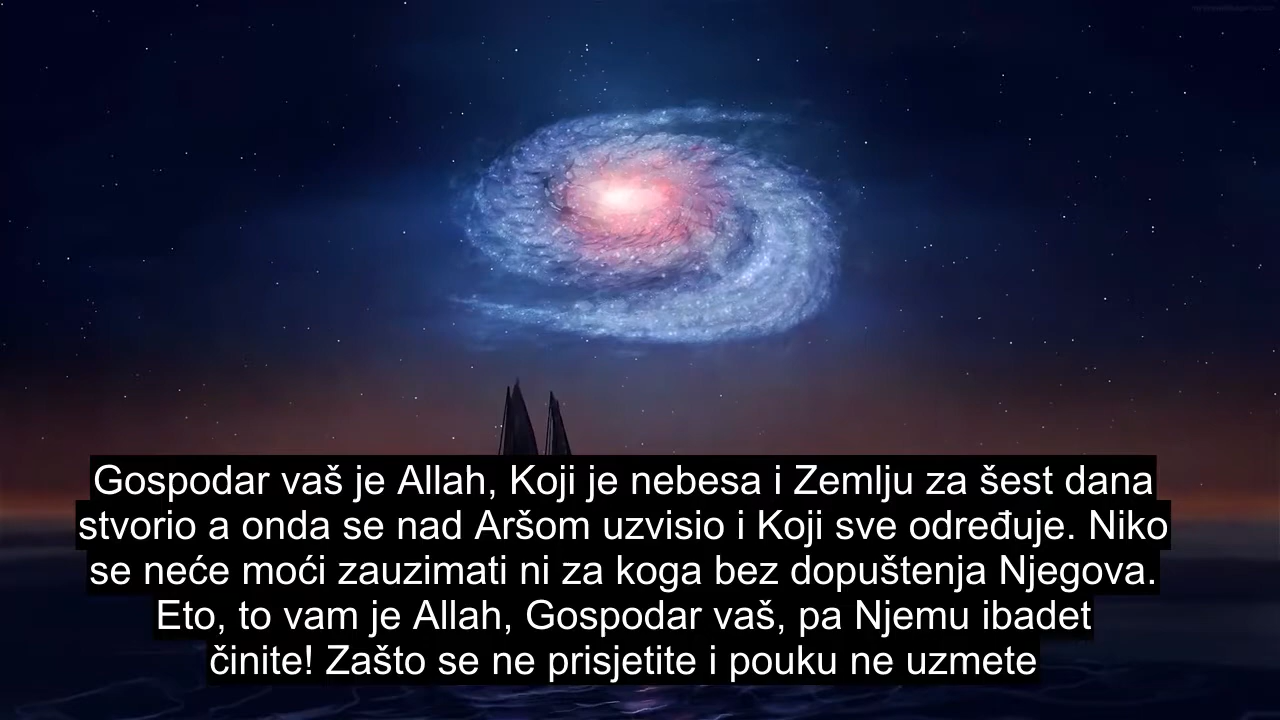 Gospodar vaš je Allah, Koji je nebesa i Zemlju za šest dana
stvorio a onda se nad Aršom uzvisio i Koji sve određuje. Niko
se neće moći zauzimati ni za koga bez dopuštenja Njegova.
Eto, to vam je Allah, Gospodar vaš, pa Njemu ibadet
činite! Zašto se ne prisjetite i pouku ne uzmete